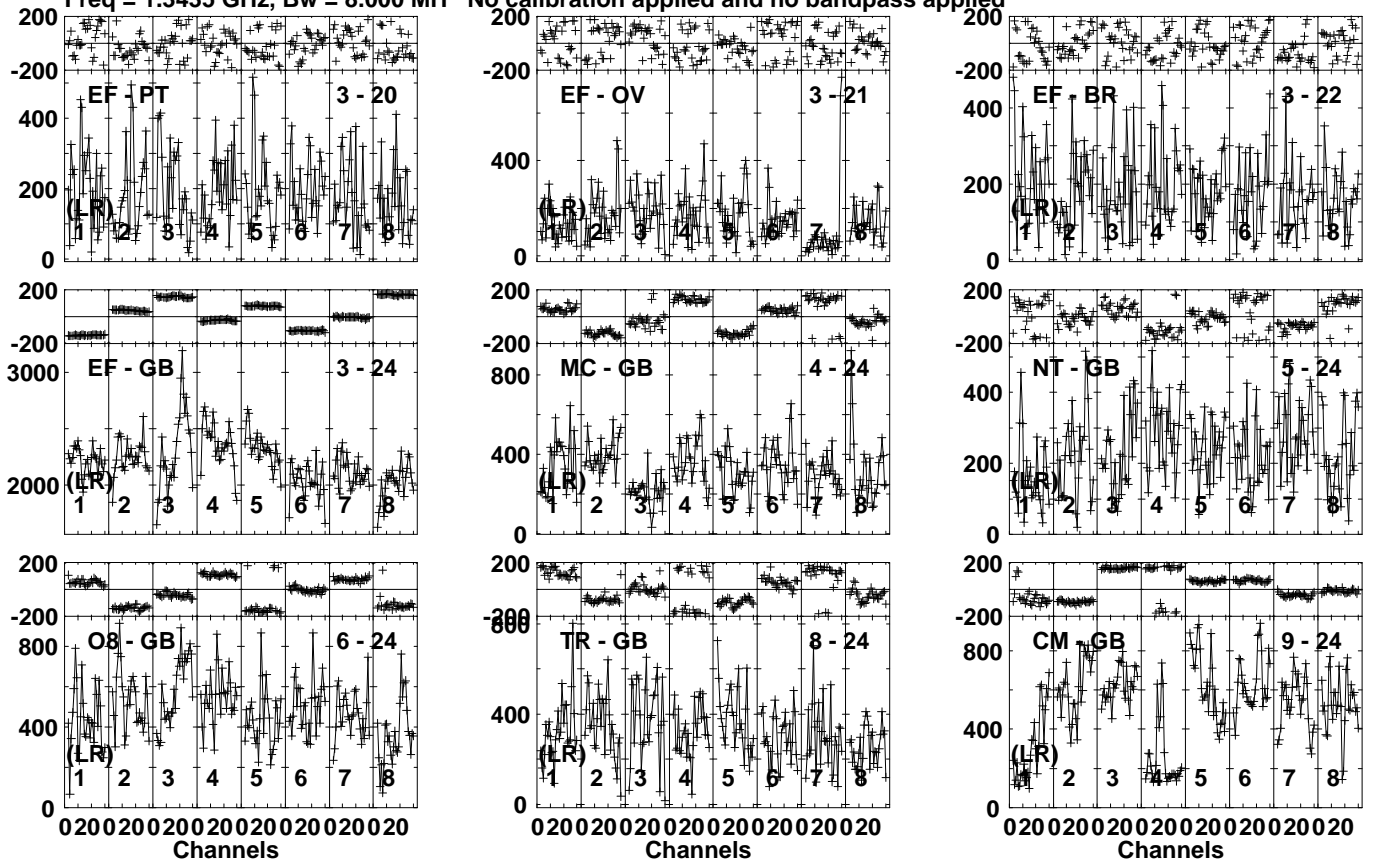 Freq = 1.3435 GHz, Bw = 8.000 MH No calibration applied and no bandpass applied
200 200 200
-200 -200 -200
EF - PT 3 - 20 EF - OV 3 - 21 EF - BR 3 - 22
400 400 400
200 200
(LR) (LR) (LR)
1 2 3 4 5 6 7 8 1 2 3 4 5 6 7 8 1 2 3 4 5 6 7 8
0 0 0
200 200 200
-200 -200 -200
EF - GB 3 - 24 MC - GB 4 - 24 NT - GB 5 - 24
3000 800 400
2000 400 200
(LR) (LR) (LR)
1 2 3 4 5 6 7 8 1 2 3 4 5 6 7 8 1 2 3 4 5 6 7 8
0 0
200 200 200
-200 -200 -200
800
O8 - GB 6 - 24 TR - GB 8 - 24 CM - GB 9 - 24
800 800
400 400 400
(LR) (LR) (LR)
1 2 3 4 5 6 7 8 1 2 3 4 5 6 7 8 1 2 3 4 5 6 7 8
0 0 0
0 20 0 20 0 20 0 20 0 20 0 20 0 20 0 20 0 20 0 20 0 20 0 20 0 20 0 20 0 20 0 20 0 20 0 20 0 20 0 20 0 20 0 20 0 20 0 20
Channels Channels Channels